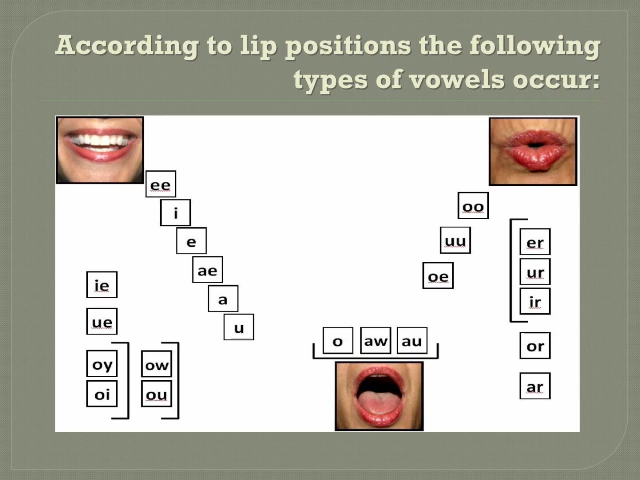 According to lip positions the following
types of vowels occur:
ee
i
e
ae
a
u
ie
ue
oy
oi
ow
ou
o aw au
oo
uu
oe
er
ur
ir
or
ar